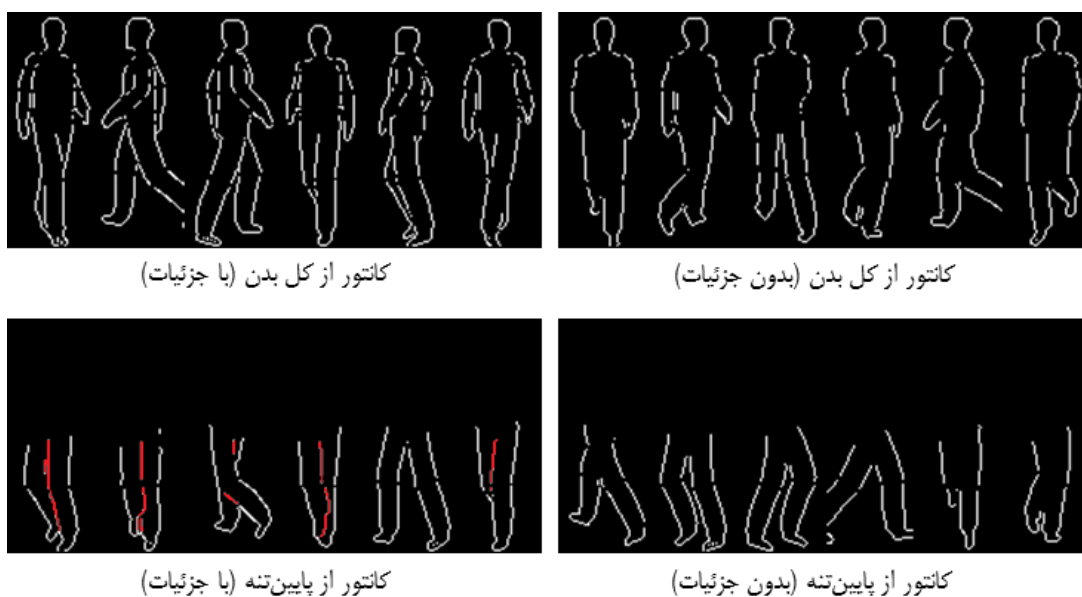 کانتور از کل بدن (با جزئیات)
کانتور از کل بدن (بدون جزئیات)
کانتور از پایین‌تنه (با جزئیات)
کانتور از پایین‌تنه (بدون جزئیات)